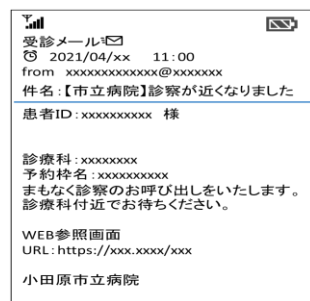 受診メール
2021/04/xx 11:00
from xxxxxxxxxxxxx@xxxxxxx
件名:【市立病院】診察が近くなりました
患者ID:xxxxxxxxxx 様
診療科:xxxxxxxx
予約枠名:xxxxxxxxxx
まもなく診察のお呼び出しをいたします。
診療科付近でお待ちください。
WEB参照画面
URL:https://xxx.xxxx/xxx
小田原市立病院